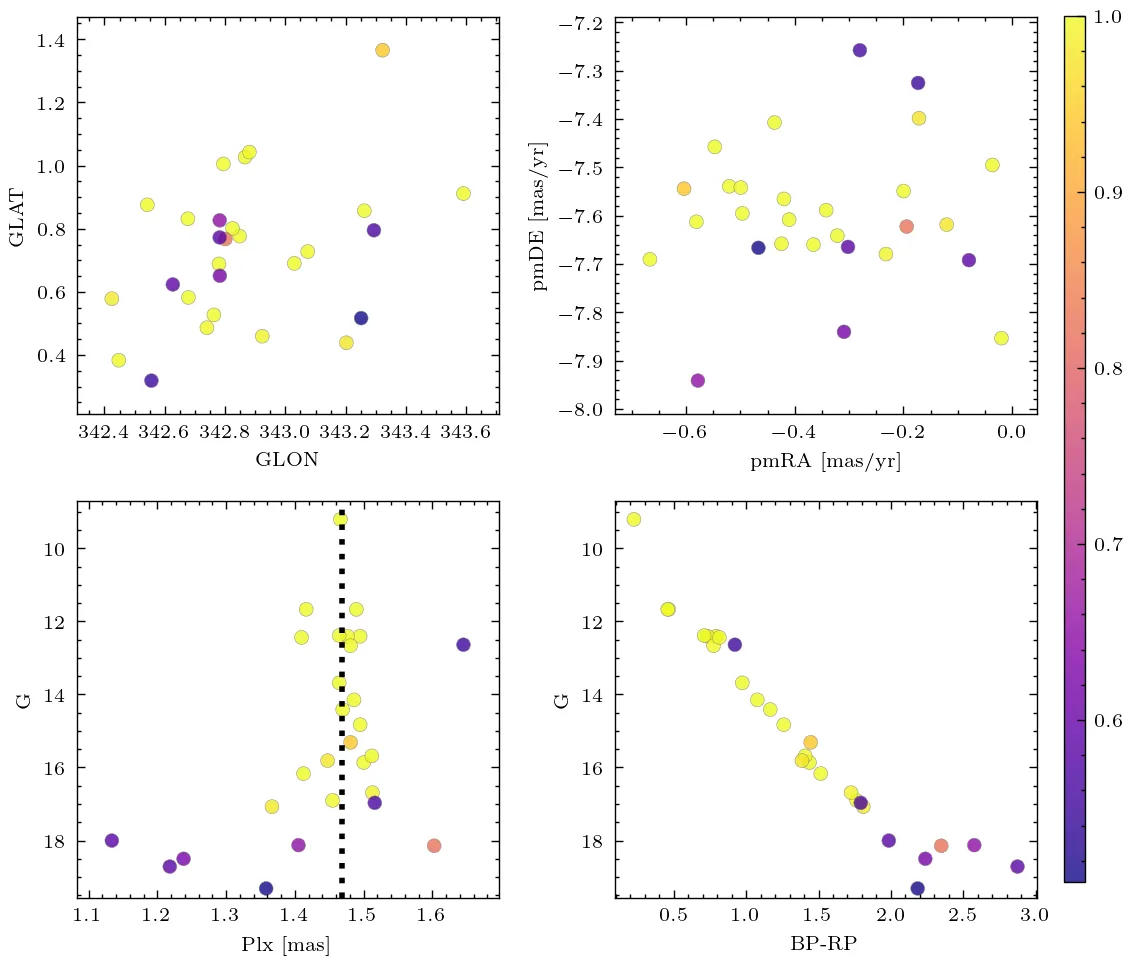 1.4
1.2
1.0
0.8
0.6
0.4
GLAT
342.4 342.6 342.8 343.0 343.2 343.4 343.6
GLON
−7.2
−7.3
−7.4
−7.5
−7.6
−7.7
−7.8
−7.9
−8.0
pmDE [mas/yr]
−0.6 −0.4 −0.2 0.0
pmRA [mas/yr]
10
12
14
16
18
G
1.1 1.2 1.3 1.4 1.5 1.6
Plx [mas]
10
12
14
16
18
G
0.5 1.0 1.5 2.0 2.5 3.0
BP-RP
1.0
0.9
0.8
0.7
0.6